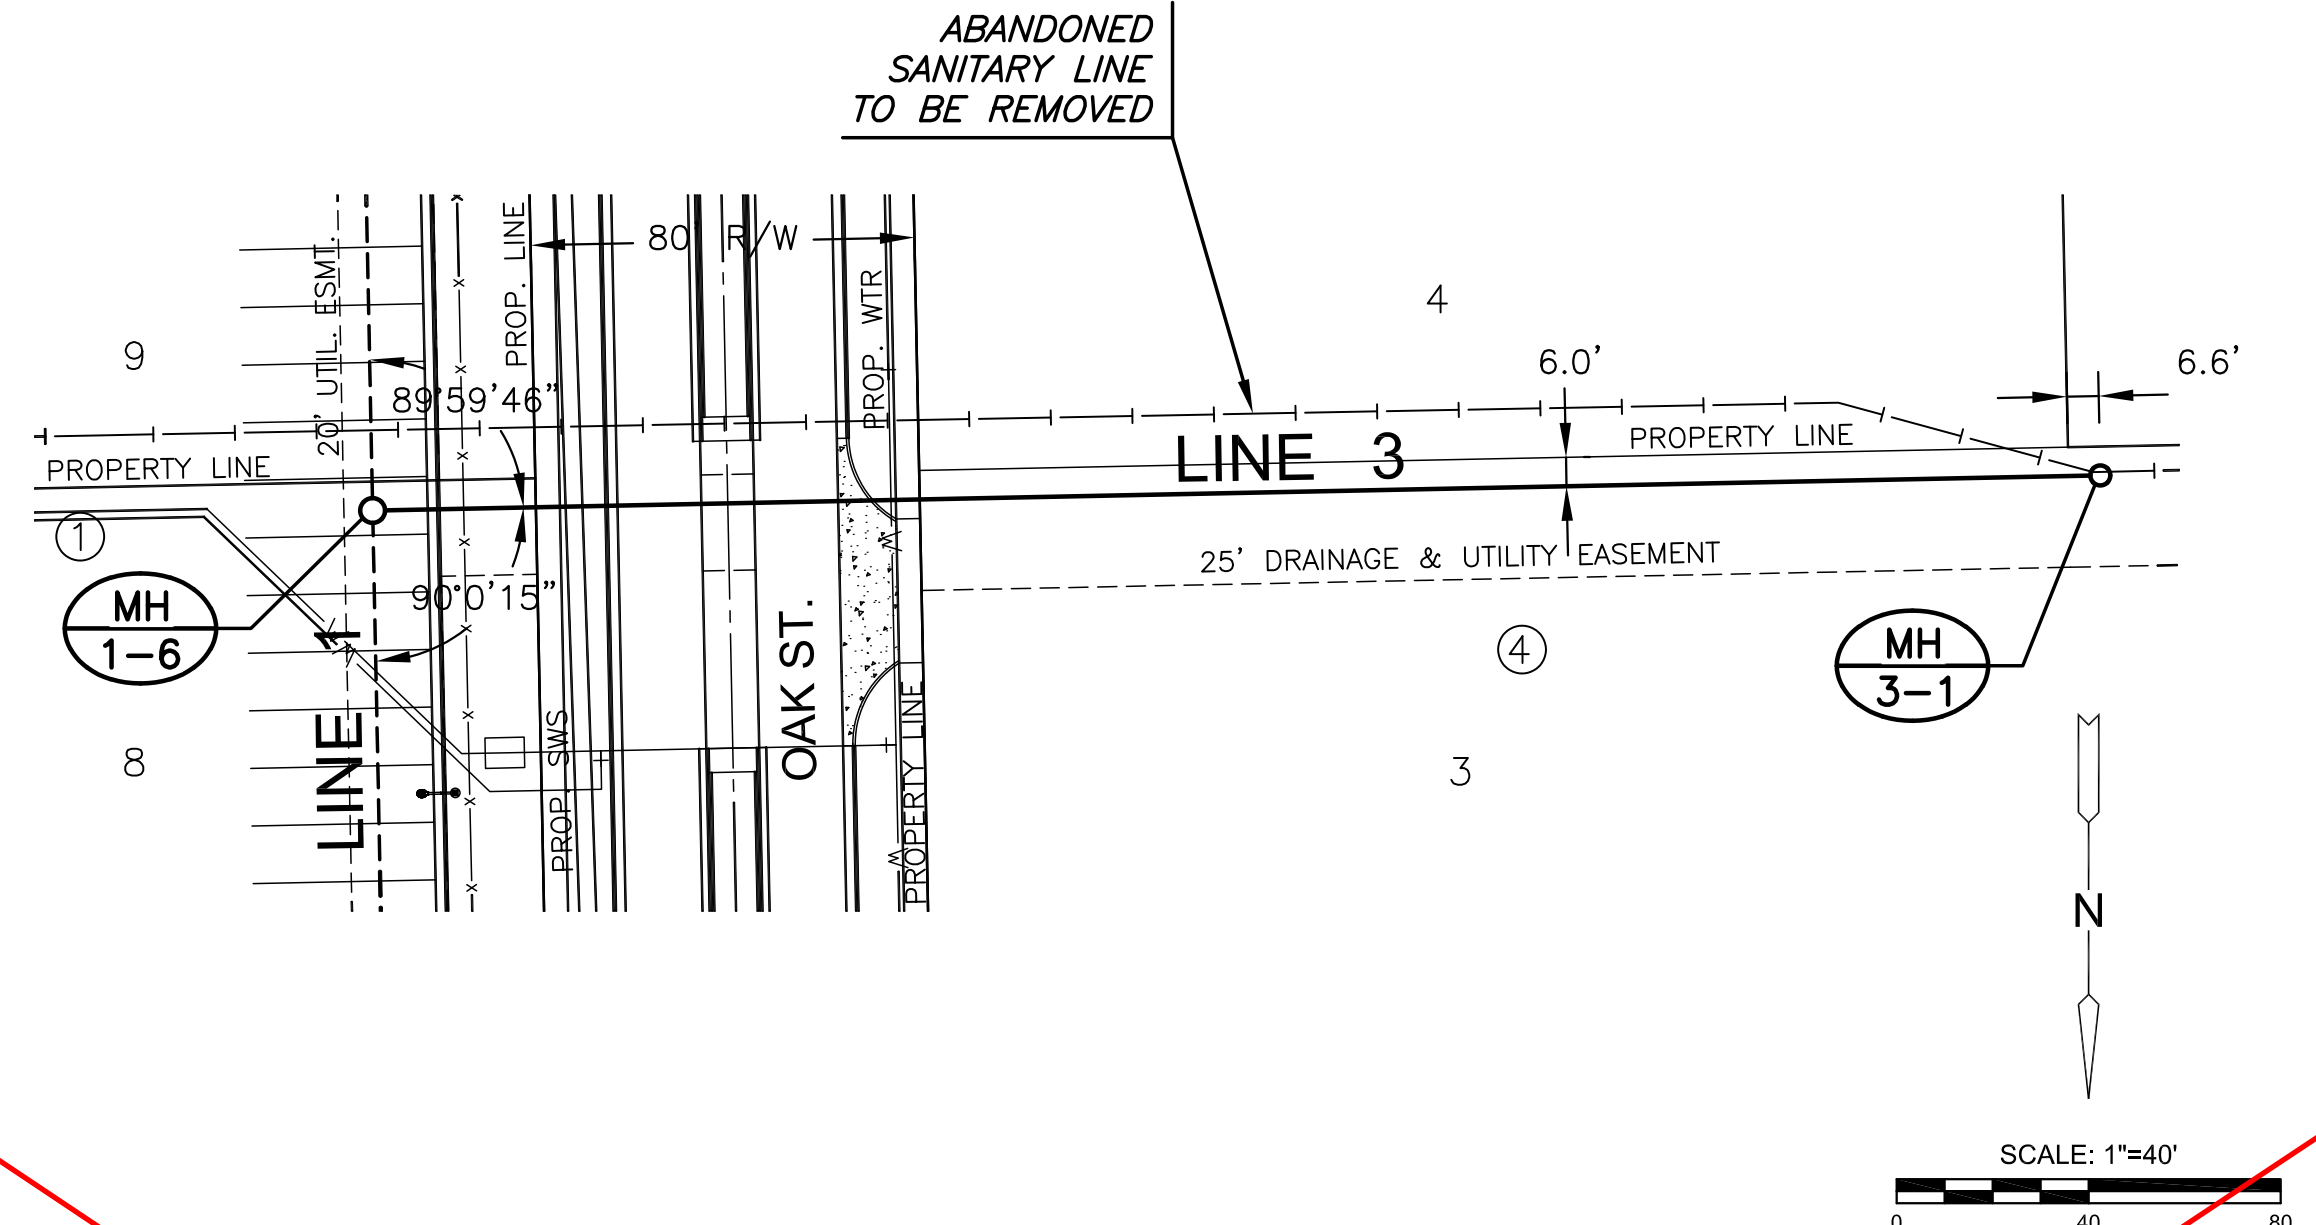 ABANDONED
SANITARY LINE
TO BE REMOVED
20' UTIL. ESMT.
PROP. LINE
80' R/W
PROP. WTR
4
6.0'
6.6'
9
89°59'46"
PROPERTY LINE
LINE 3
PROPERTY LINE
1
MH
1-6
90°0'15"
25' DRAINAGE & UTILITY EASEMENT
4
MH
3-1
LINE 1
8
PROP. SWS
OAK ST.
PROPERTY LINE
3
x
x
x
x
x
x
x
x
W
W
N
SCALE: 1"=40'
0 40 80